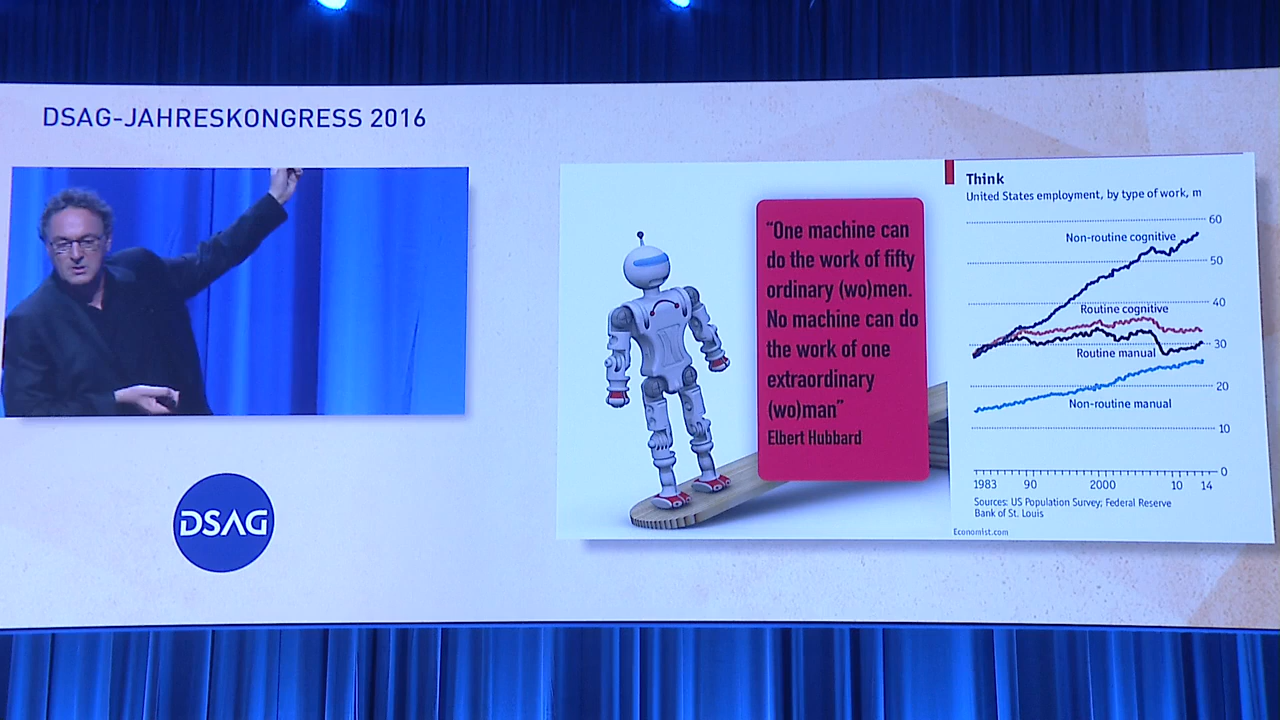 DSAG-JAHRESKONGRESS 2016
DSAG
"One machine can
do the work of fifty
ordinary (wo)men.
No machine can do
the work of one
extraordinary
(wo)man"
Elbert Hubbard
Think
United States employment, by type of work, m
60
Non-routine cognitive
50
40
Routine cognitive
30
Routine manual
20
Non-routine manual
10
0
1983 90 2000 10 14
Sources: US Population Survey; Federal Reserve
Bank of St. Louis
Economist.com